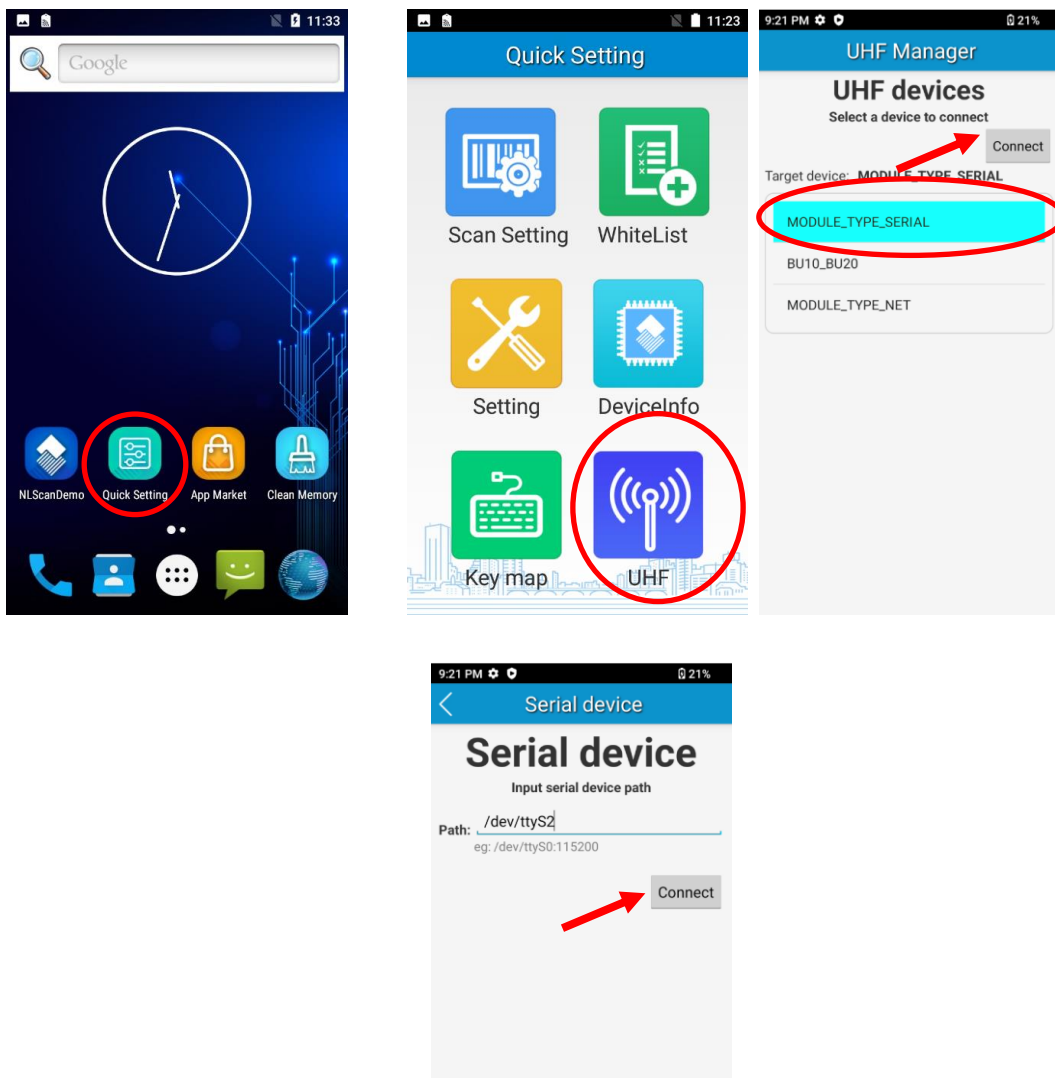 11:33
Google
NLScanDemo
Quick Setting
App Market
Clean Memory
11:23
Quick Setting
Scan Setting
WhiteList
Setting
DeviceInfo
Key map
UHF
9:21 PM
21%
UHF Manager
UHF devices
Select a device to connect
Connect
Target device: MODULE_TYPE_SERIAL
MODULE_TYPE_SERIAL
BU10_BU20
MODULE_TYPE_NET
9:21 PM
21%
Serial device
Serial device
Input serial device path
Path: /dev/ttyS2
eg: /dev/ttyS0:115200
Connect